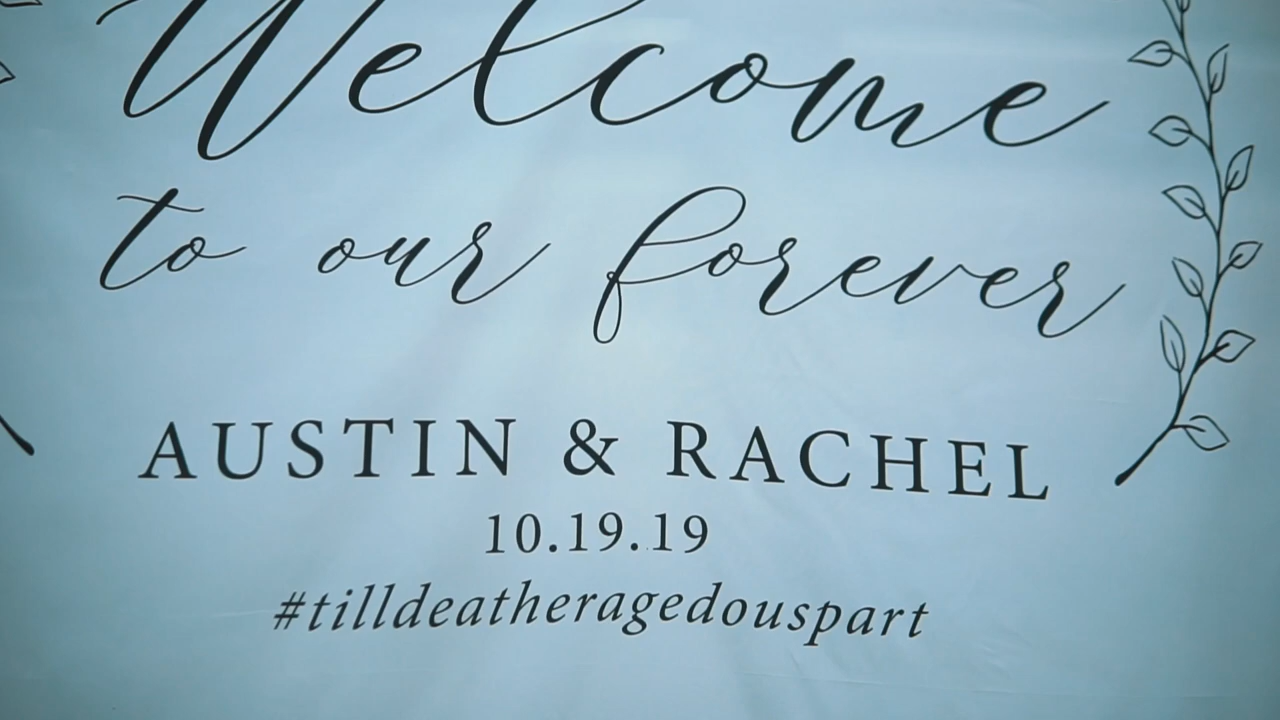 Welcome
to our forever
AUSTIN & RACHEL
10.19.19
#tilldeatheragedouspart